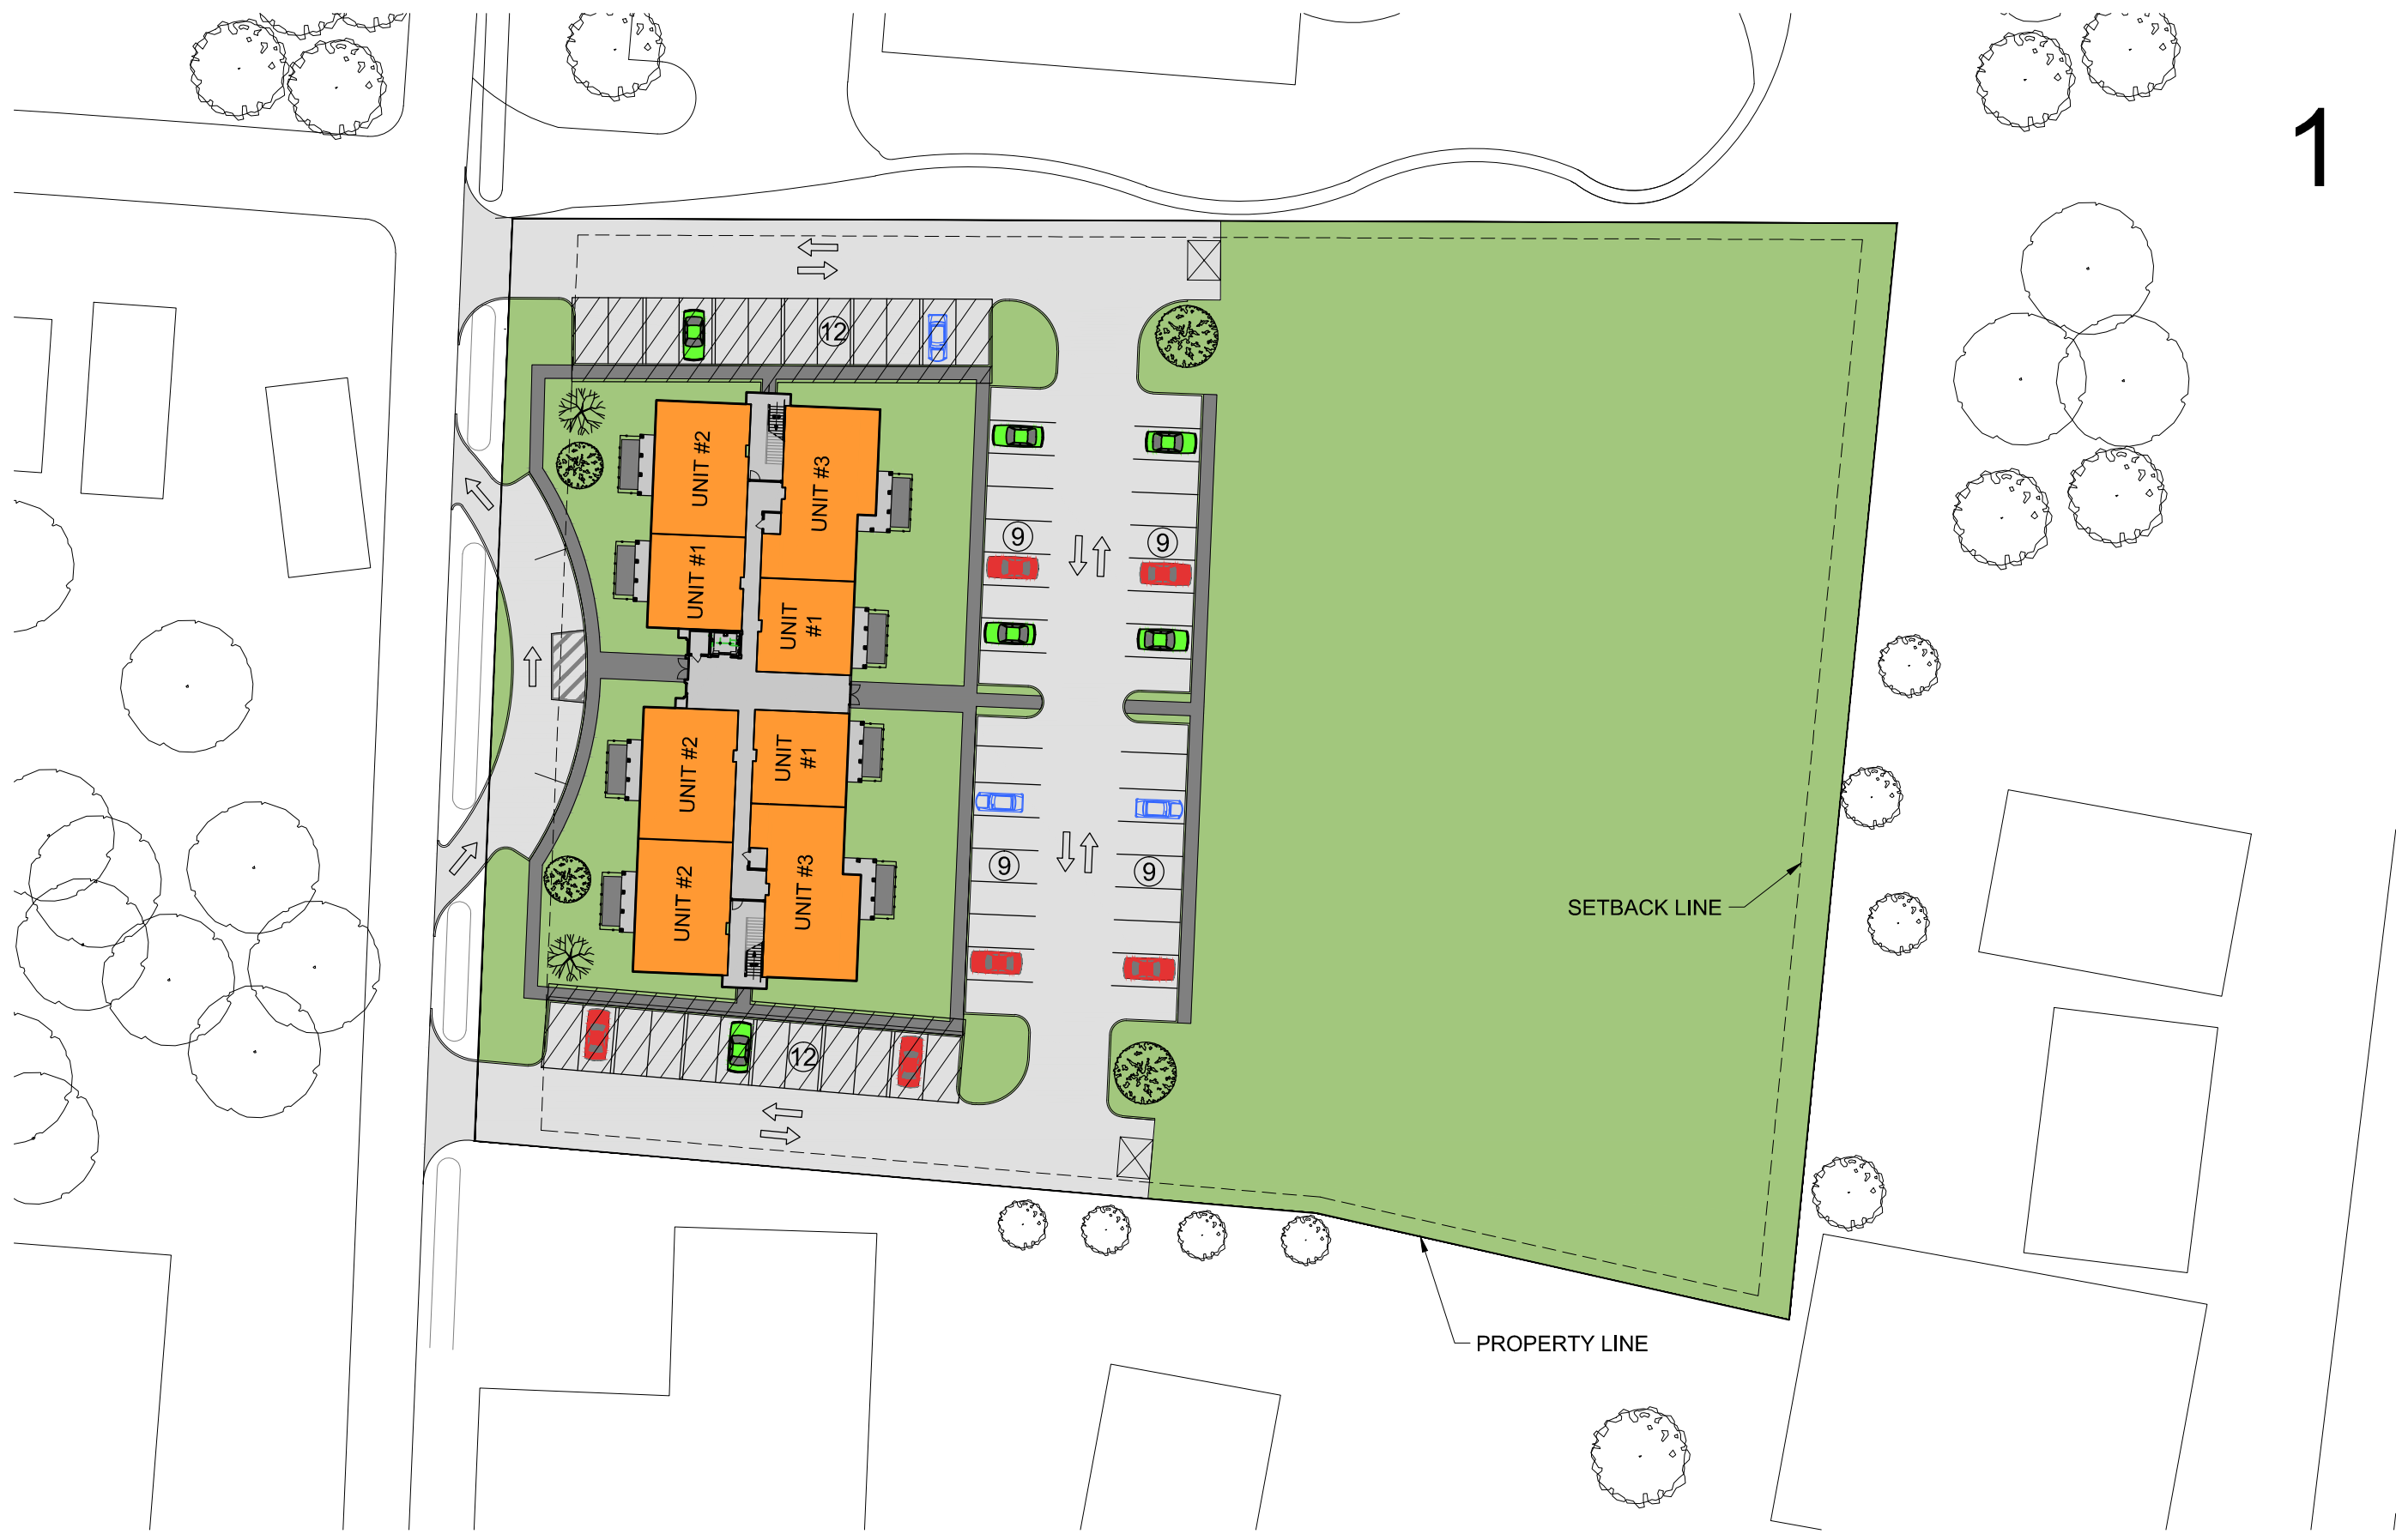 1
12
UNIT #2
UNIT #3
UNIT #1
UNIT
#1
9
9
UNIT #2
UNIT
#1
UNIT #2
UNIT #3
9
9
12
SETBACK LINE
PROPERTY LINE